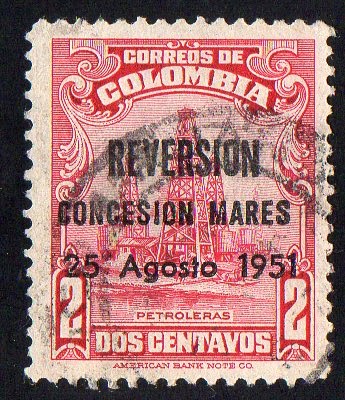 CORREOS DE
COLOMBIA
REVERSION
CONCESION MARES
25 Agosto 1951
PETROLERAS
2 DOS CENTAVOS 2
AMERICAN BANK NOTE CO.